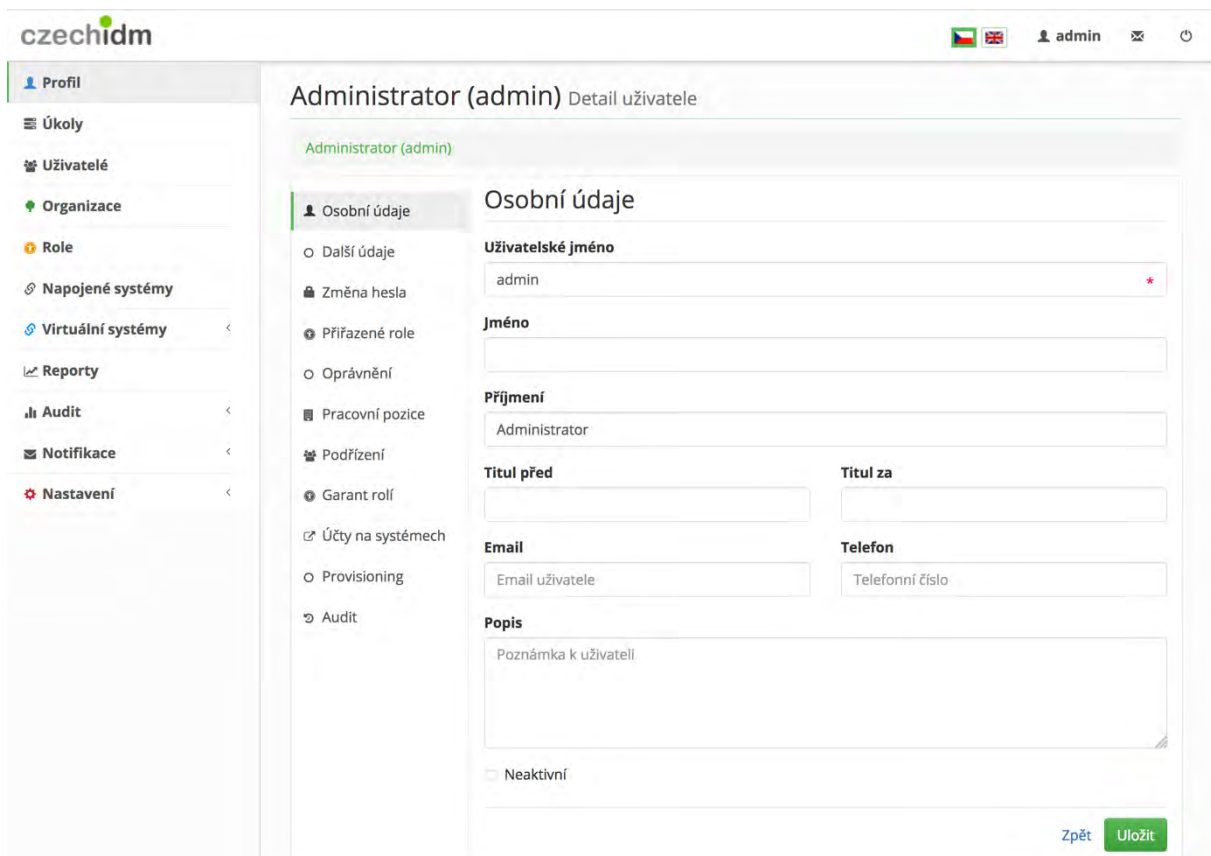 czechidm
admin
Profil
Úkoly
Uživatelé
Organizace
Role
Napojené systémy
Virtuální systémy
Reporty
Audit
Notifikace
Nastavení
Administrator (admin) Detail uživatele
Administrator (admin)
Osobní údaje
Další údaje
Změna hesla
Přiřazené role
Oprávnění
Pracovní pozice
Podřízení
Garant rolí
Účty na systémech
Provisioning
Audit
Osobní údaje
Uživatelské jméno
admin *
Jméno
Příjmení
Administrator
Titul před Titul za
Email Telefon
Email uživatele Telefonní číslo
Popis
Poznámka k uživateli
Neaktivní
Zpět Uložit